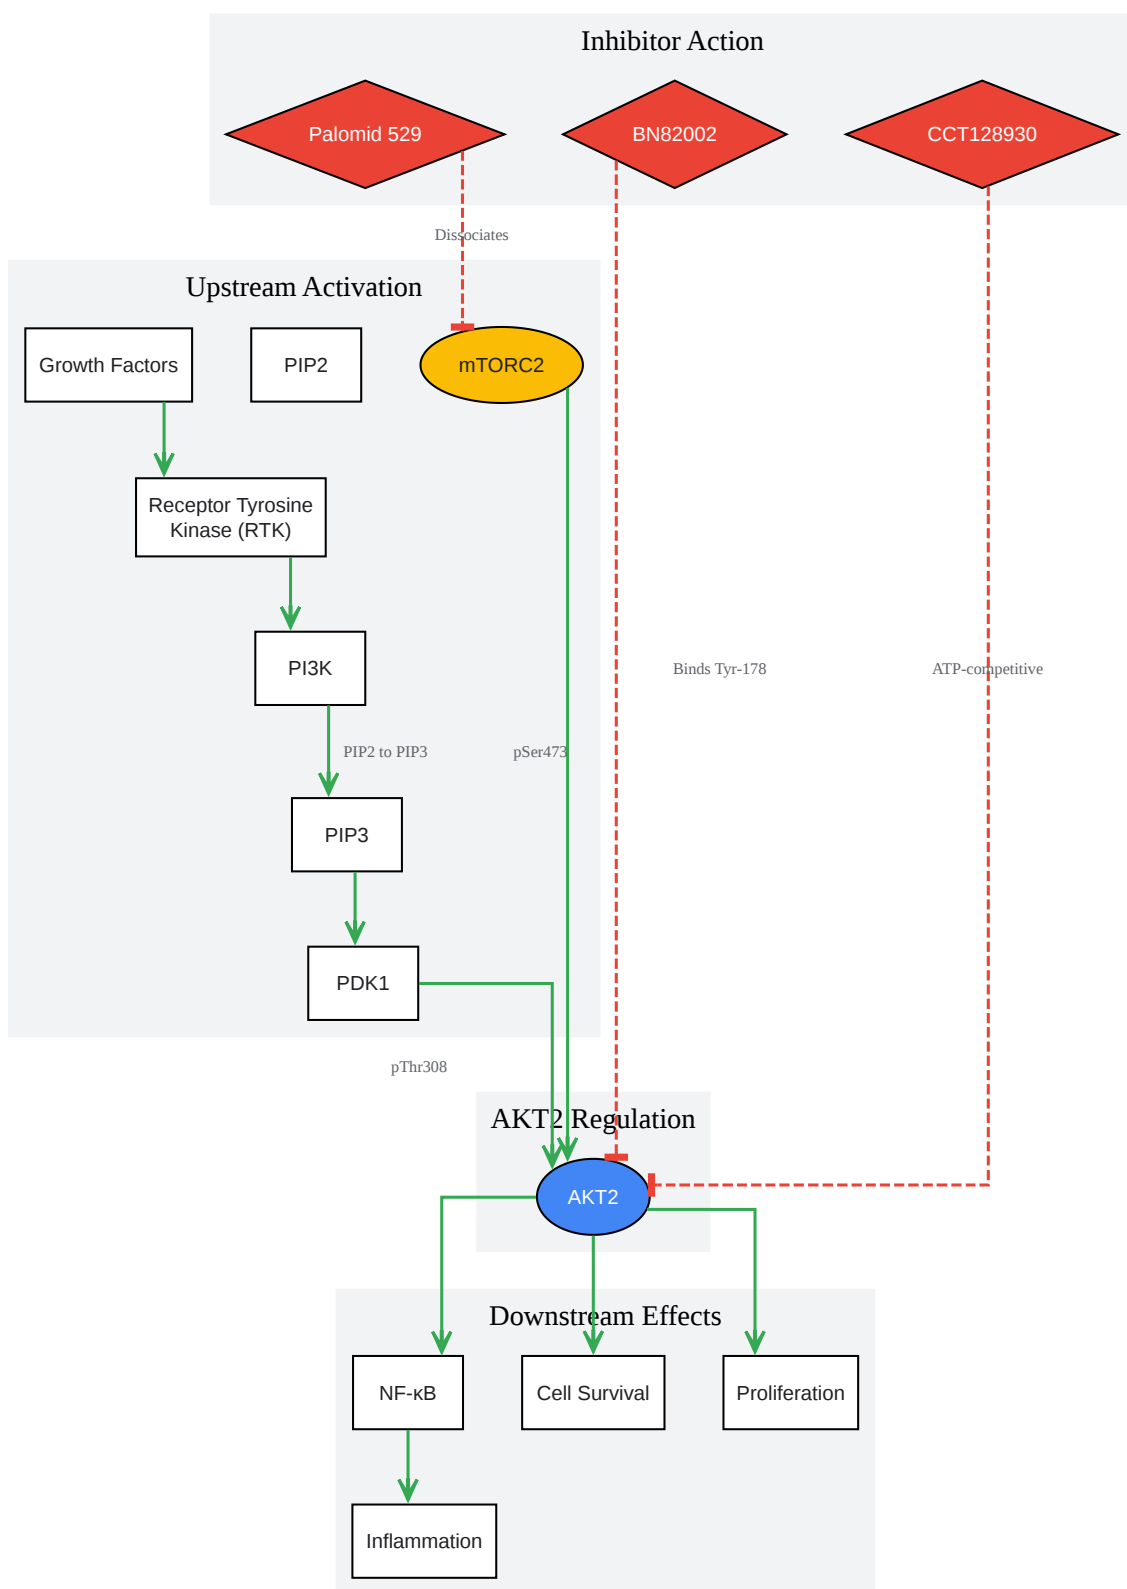 Inhibitor Action
Palomid 529
BN82002
CCT128930
Dissociates
Upstream Activation
Growth Factors
PIP2
mTORC2
Receptor Tyrosine
Kinase (RTK)
PI3K
Binds Tyr-178
ATP-competitive
PIP2 to PIP3
pSer473
PIP3
PDK1
pThr308
AKT2 Regulation
AKT2
Downstream Effects
NF-κB
Cell Survival
Proliferation
Inflammation